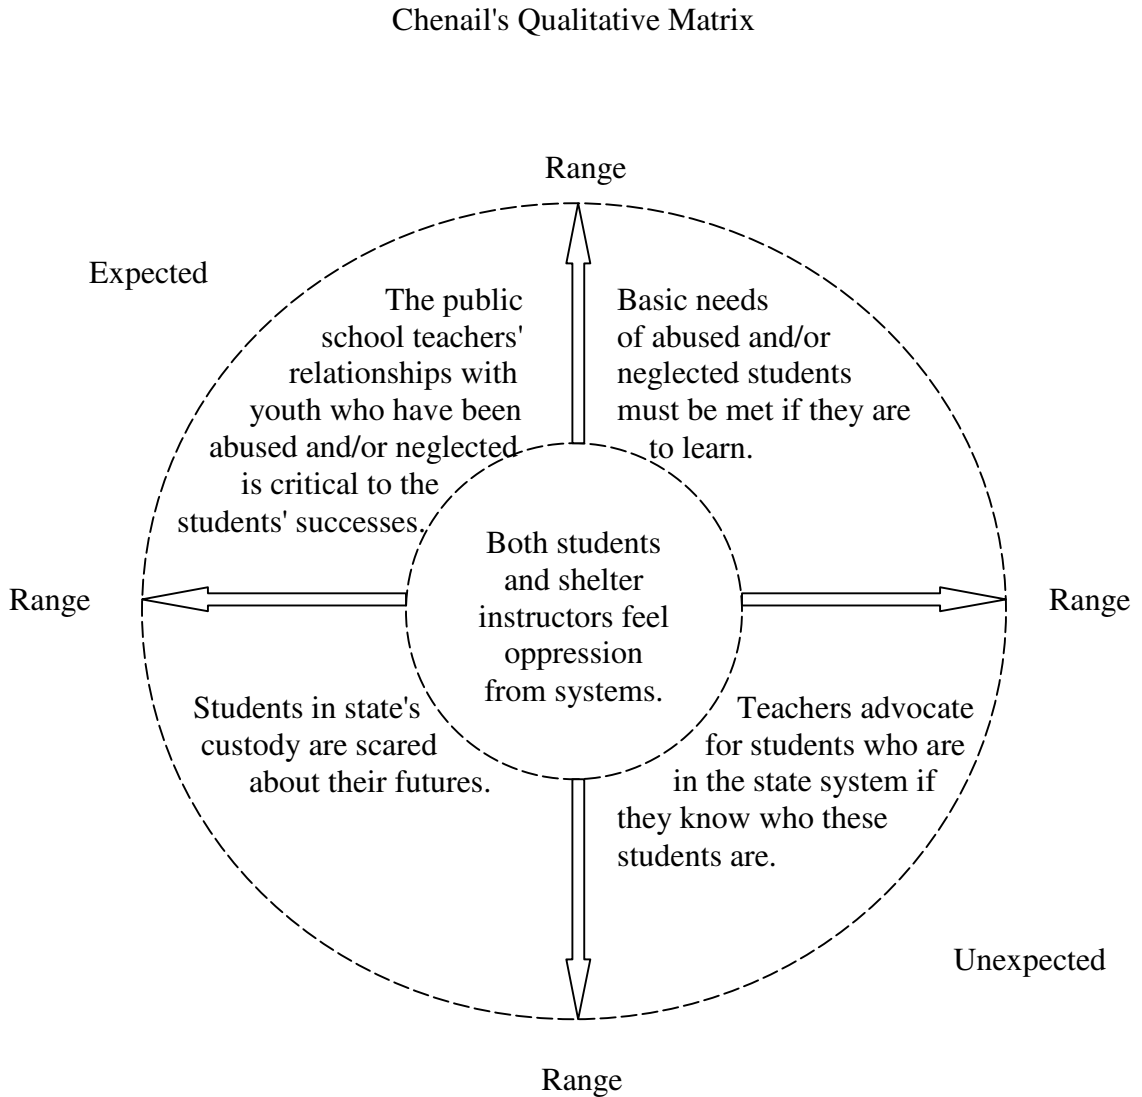 Chenail's Qualitative Matrix
Range
Expected
The public
school teachers'
relationships with
youth who have been
abused and/or neglected
is critical to the
students' successes.
Basic needs
of abused and/or
neglected students
must be met if they are
to learn.
Both students
and shelter
instructors feel
oppression
from systems.
Range
Range
Students in state's
custody are scared
about their futures.
Teachers advocate
for students who are
in the state system if
they know who these
students are.
Unexpected
Range